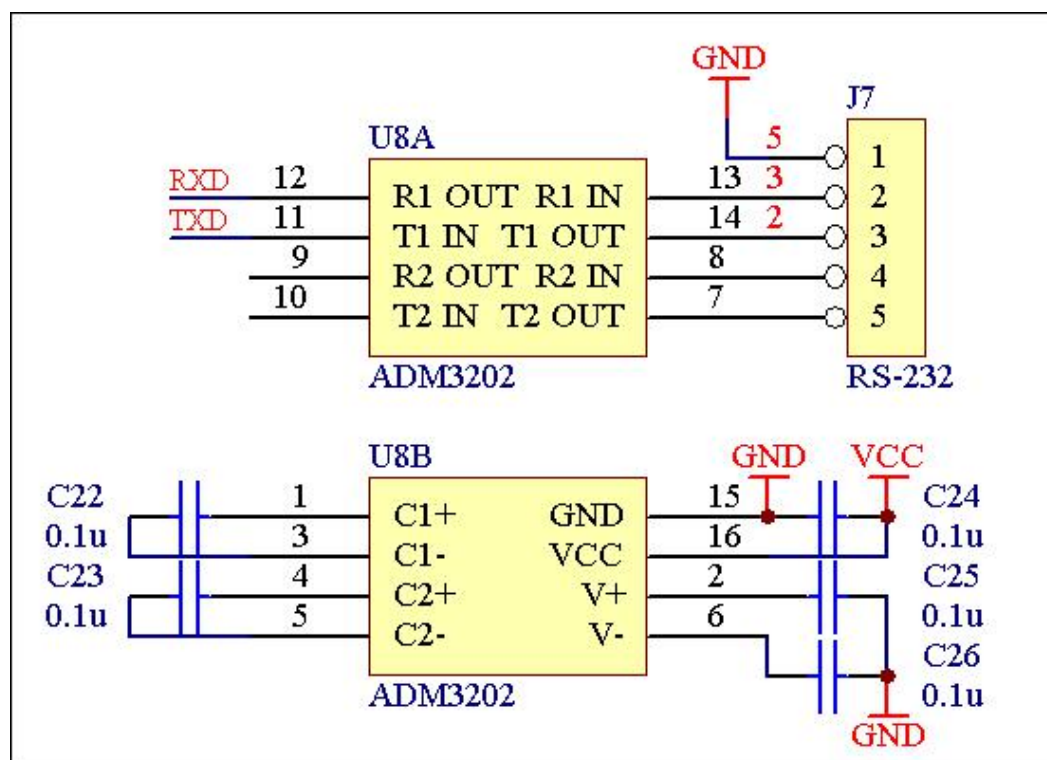 GND
J7
U8A
5
1
RXD 12 R1 OUT R1 IN 13 3 2
TXD 11 T1 IN T1 OUT 14 2 3
9 R2 OUT R2 IN 8 4
10 T2 IN T2 OUT 7 5
ADM3202 RS-232
U8B GND VCC
C22 1 C1+ GND 15 C24
0.1u 3 C1- VCC 16 0.1u
C23 4 C2+ V+ 2 C25
0.1u 5 C2- V- 6 0.1u
C26
ADM3202 0.1u
GND